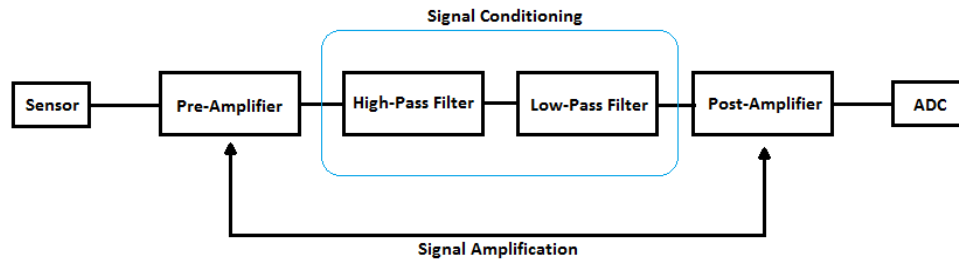 Signal Conditioning
Sensor
Pre-Amplifier
High-Pass Filter
Low-Pass Filter
Post-Amplifier
ADC
Signal Amplification